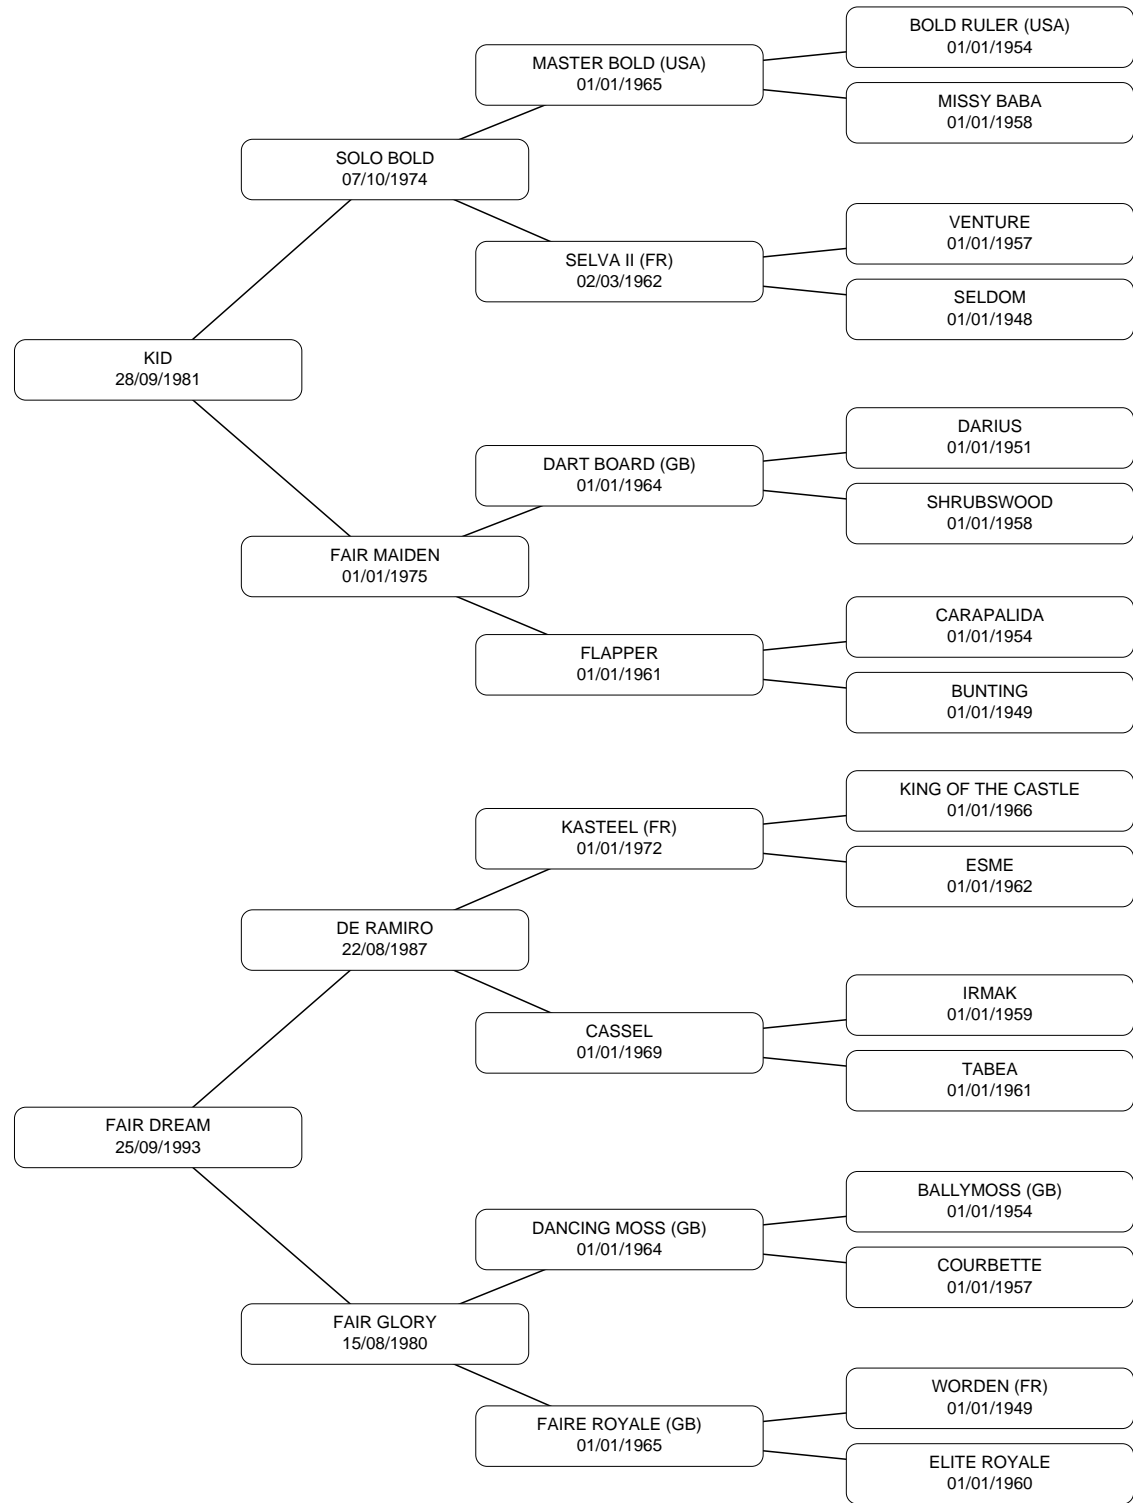 BOLD RULER (USA)
01/01/1954
MASTER BOLD (USA)
01/01/1965
MISSY BABA
01/01/1958
SOLO BOLD
07/10/1974
VENTURE
01/01/1957
SELVA II (FR)
02/03/1962
SELDOM
01/01/1948
KID
28/09/1981
DARIUS
01/01/1951
DART BOARD (GB)
01/01/1964
SHRUBSWOOD
01/01/1958
FAIR MAIDEN
01/01/1975
CARAPALIDA
01/01/1954
FLAPPER
01/01/1961
BUNTING
01/01/1949
KING OF THE CASTLE
01/01/1966
KASTEEL (FR)
01/01/1972
ESME
01/01/1962
DE RAMIRO
22/08/1987
IRMAK
01/01/1959
CASSEL
01/01/1969
TABEA
01/01/1961
FAIR DREAM
25/09/1993
BALLYMOSS (GB)
01/01/1954
DANCING MOSS (GB)
01/01/1964
COURBETTE
01/01/1957
FAIR GLORY
15/08/1980
WORDEN (FR)
01/01/1949
FAIRE ROYALE (GB)
01/01/1965
ELITE ROYALE
01/01/1960